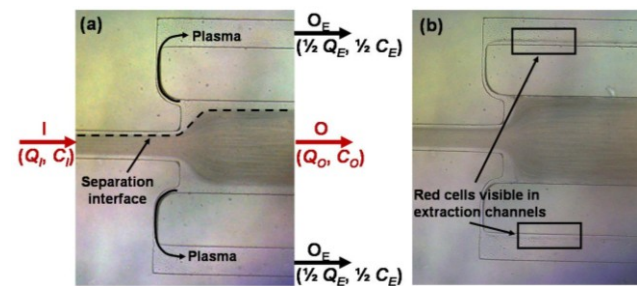 (a)
Plasma
O_E
(½ Q_E, ½ C_E)
I
(Q_I, C_I)
O
(Q_O, C_O)
Separation
interface
Plasma
O_E
(½ Q_E, ½ C_E)
(b)
Red cells visible in
extraction channels